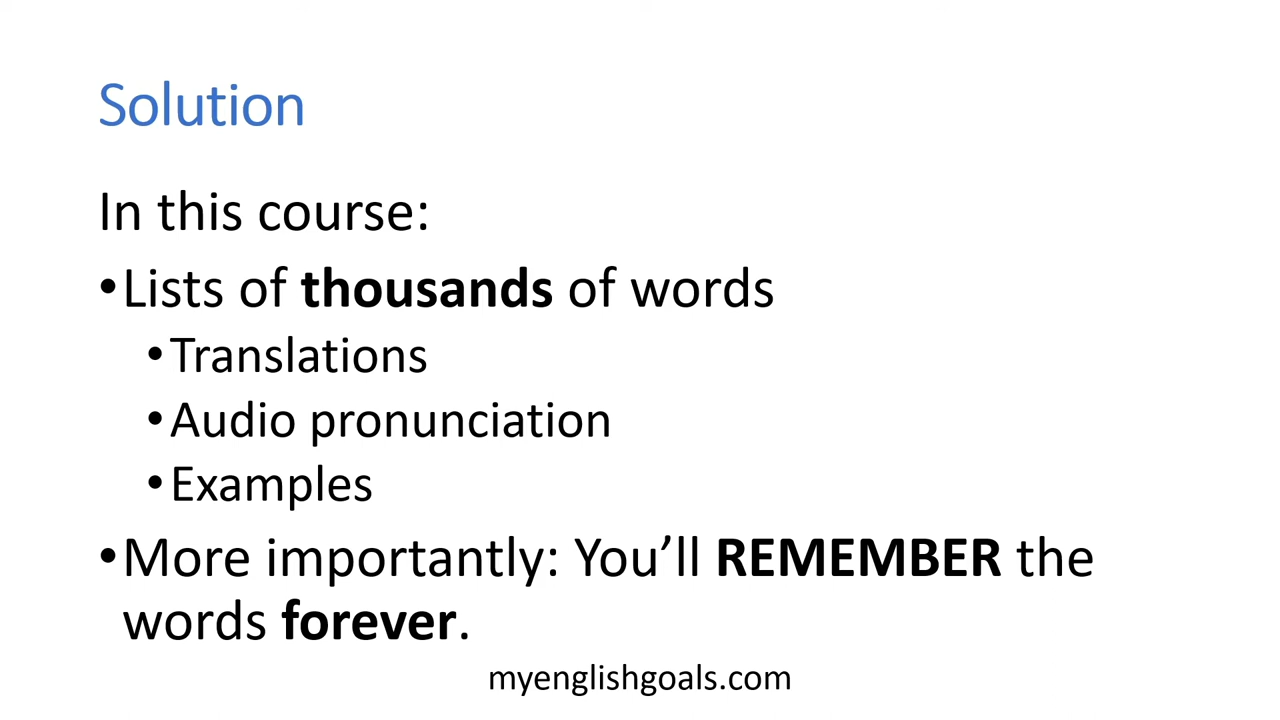 Solution
In this course:
•Lists of thousands of words
•Translations
•Audio pronunciation
•Examples
•More importantly: You’ll REMEMBER the
words forever.
myenglishgoals.com